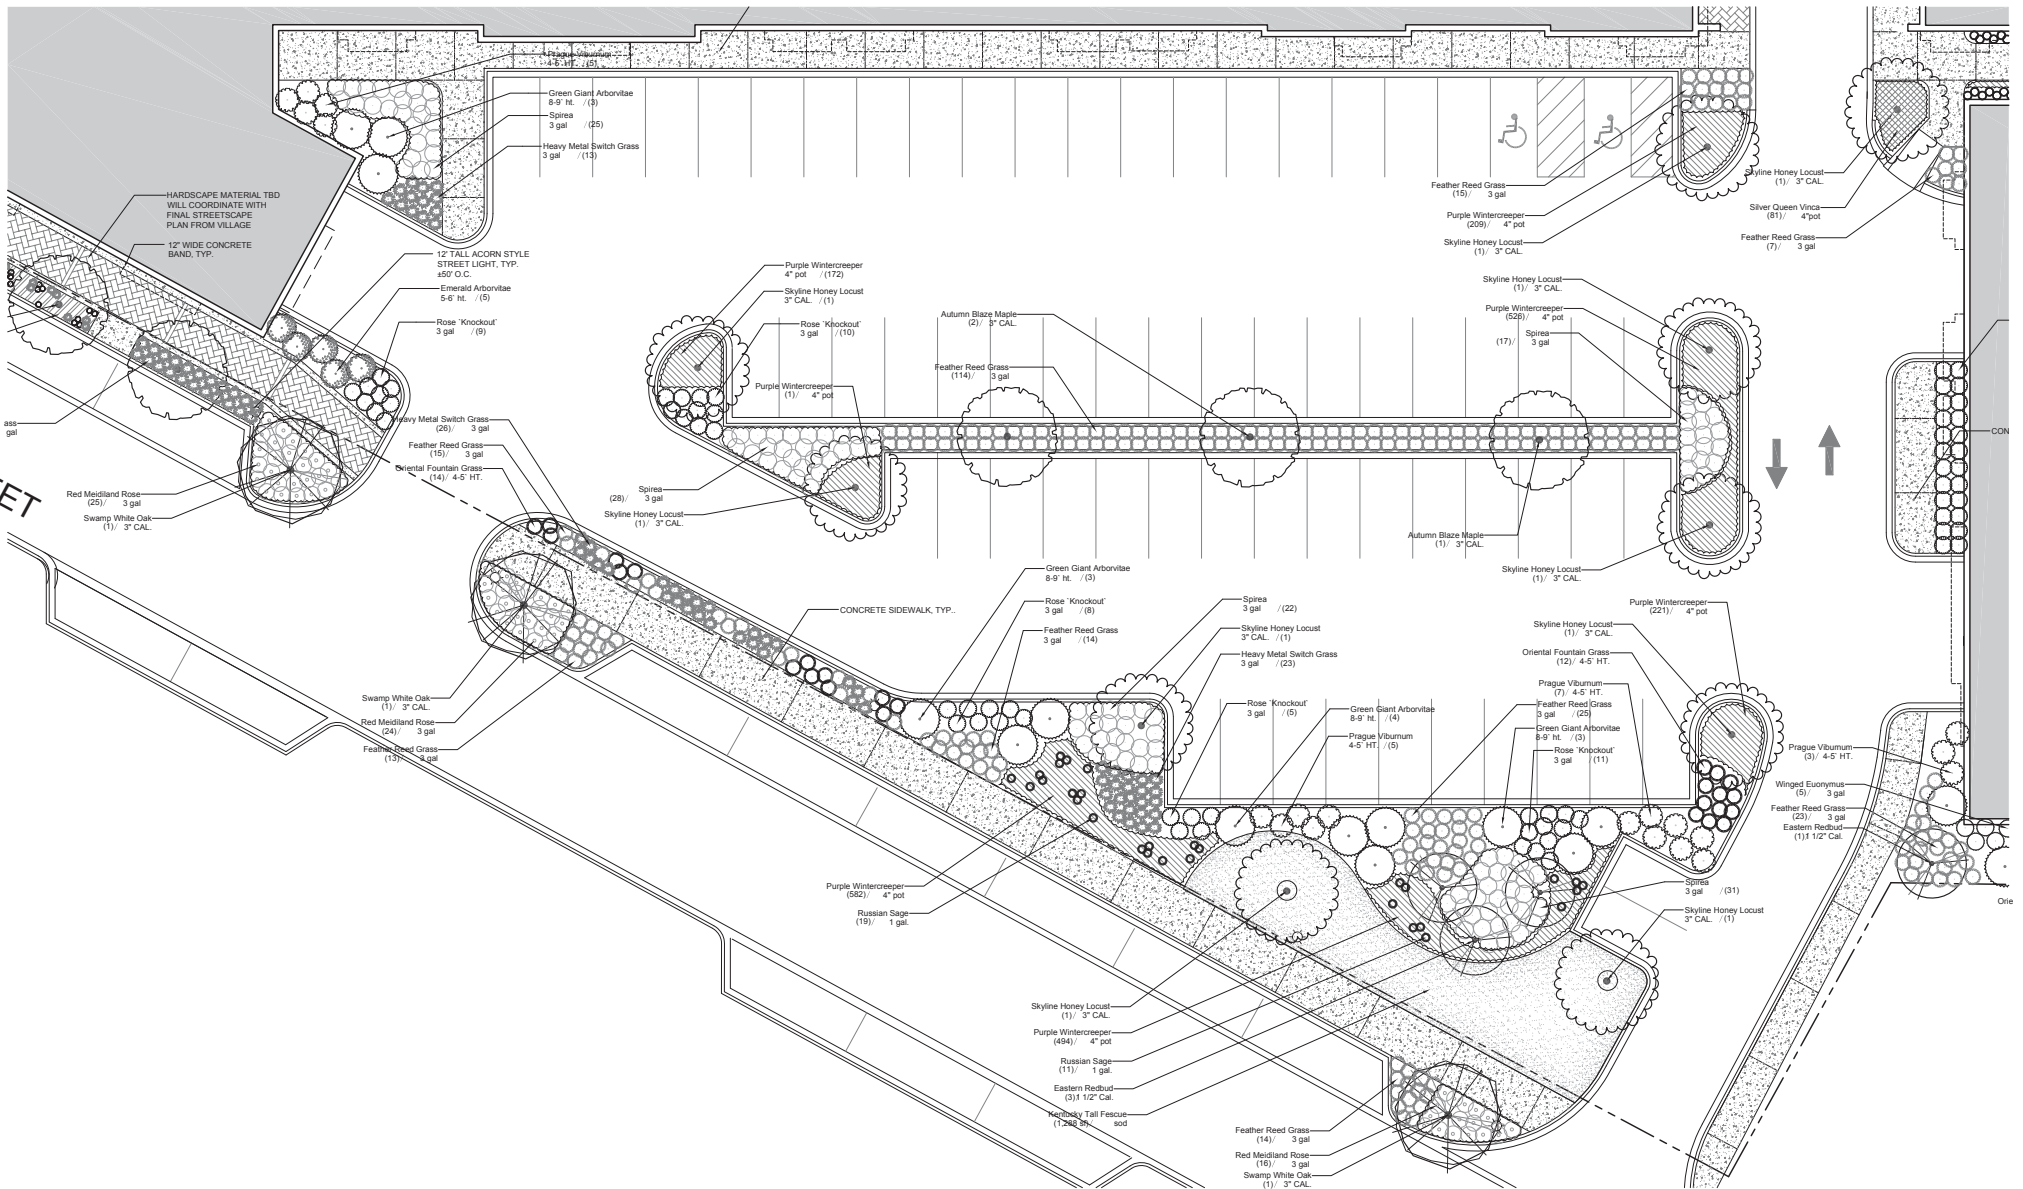 Prague Viburnum
4-5' HT. /(5)
Green Giant Arborvitae
8-9' ht. /(3)
Spirea
3 gal /(25)
Heavy Metal Switch Grass
3 gal /(13)
HARDSCAPE MATERIAL TBD
WILL COORDINATE WITH
FINAL STREETSCAPE
PLAN FROM VILLAGE
12" WIDE CONCRETE
BAND, TYP.
12' TALL ACORN STYLE
STREET LIGHT, TYP.
±50' O.C.
Emerald Arborvitae
5-6' ht. /(5)
Rose `Knockout`
3 gal /(9)
Feather Reed Grass
(15)/ 3 gal
Purple Wintercreeper
(209)/ 4" pot
Skyline Honey Locust
(1)/ 3" CAL.
Skyline Honey Locust
(1)/ 3" CAL.
Silver Queen Vinca
(81)/ 4"pot
Feather Reed Grass
(7)/ 3 gal
Purple Wintercreeper
4" pot /(172)
Skyline Honey Locust
3" CAL. /(1)
Rose `Knockout`
3 gal /(10)
Purple Wintercreeper
(1)/ 4" pot
Autumn Blaze Maple
(2)/ 3" CAL.
Feather Reed Grass
(114)/ 3 gal
Skyline Honey Locust
(1)/ 3" CAL.
Purple Wintercreeper
(526)/ 4" pot
Spirea
(17)/ 3 gal
ass
gal
EET
Red Meidiland Rose
(25)/ 3 gal
Swamp White Oak
(1)/ 3" CAL.
Heavy Metal Switch Grass
(26)/ 3 gal
Feather Reed Grass
(15)/ 3 gal
Oriental Fountain Grass
(14)/ 4-5' HT.
Spirea
(28)/ 3 gal
Skyline Honey Locust
(1)/ 3" CAL.
Autumn Blaze Maple
(1)/ 3" CAL.
Skyline Honey Locust
(1)/ 3" CAL.
CON
CONCRETE SIDEWALK, TYP..
Green Giant Arborvitae
8-9' ht. /(3)
Rose `Knockout`
3 gal /(8)
Feather Reed Grass
3 gal /(14)
Spirea
3 gal /(22)
Skyline Honey Locust
3" CAL. /(1)
Heavy Metal Switch Grass
3 gal /(23)
Purple Wintercreeper
(221)/ 4" pot
Skyline Honey Locust
(1)/ 3" CAL.
Oriental Fountain Grass
(12)/ 4-5' HT.
Prague Viburnum
(7)/ 4-5' HT.
Rose `Knockout`
3 gal /(5)
Green Giant Arborvitae
8-9' ht. /(4)
Prague Viburnum
4-5' HT. /(5)
Feather Reed Grass
3 gal /(25)
Green Giant Arborvitae
8-9' ht. /(3)
Rose `Knockout`
3 gal /(11)
Swamp White Oak
(1)/ 3" CAL.
Red Meidiland Rose
(24)/ 3 gal
Feather Reed Grass
(13)/ 3 gal
Prague Viburnum
(3)/ 4-5' HT.
Winged Euonymus
(5)/ 3 gal
Feather Reed Grass
(23)/ 3 gal
Eastern Redbud
(1)/1 1/2" Cal.
Orie
Purple Wintercreeper
(582)/ 4" pot
Russian Sage
(19)/ 1 gal.
Spirea
3 gal /(31)
Skyline Honey Locust
3" CAL. /(1)
Skyline Honey Locust
(1)/ 3" CAL.
Purple Wintercreeper
(494)/ 4" pot
Russian Sage
(11)/ 1 gal.
Eastern Redbud
(3)/1 1/2" Cal.
Kentucky Tall Fescue
(1,288 sf)/ sod
Feather Reed Grass
(14)/ 3 gal
Red Meidiland Rose
(16)/ 3 gal
Swamp White Oak
(1)/ 3" CAL.